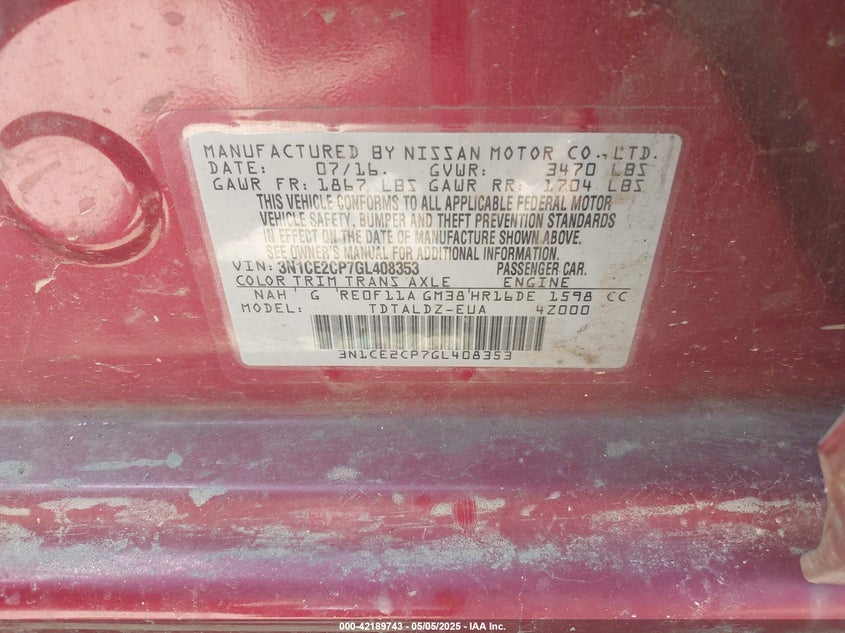 MANUFACTURED BY NISSAN MOTOR CO., LTD.
DATE: 07/16. GVWR: 3470 LBS
GAWR FR: 1867 LBS GAWR RR: 1704 LBS
THIS VEHICLE CONFORMS TO ALL APPLICABLE FEDERAL MOTOR
VEHICLE SAFETY, BUMPER AND THEFT PREVENTION STANDARDS
IN EFFECT ON THE DATE OF MANUFACTURE SHOWN ABOVE.
SEE OWNER'S MANUAL FOR ADDITIONAL INFORMATION.
VIN: 3N1CE2CP7GL408353 PASSENGER CAR.
COLOR TRIM TRANS AXLE ENGINE
NAH G RE0F11A GM38 HR16DE 1598 CC
MODEL: TDTALDZ-EUA 4Z000
3N1CE2CP7GL408353
000-42189743 - 05/05/2025 - IAA Inc.